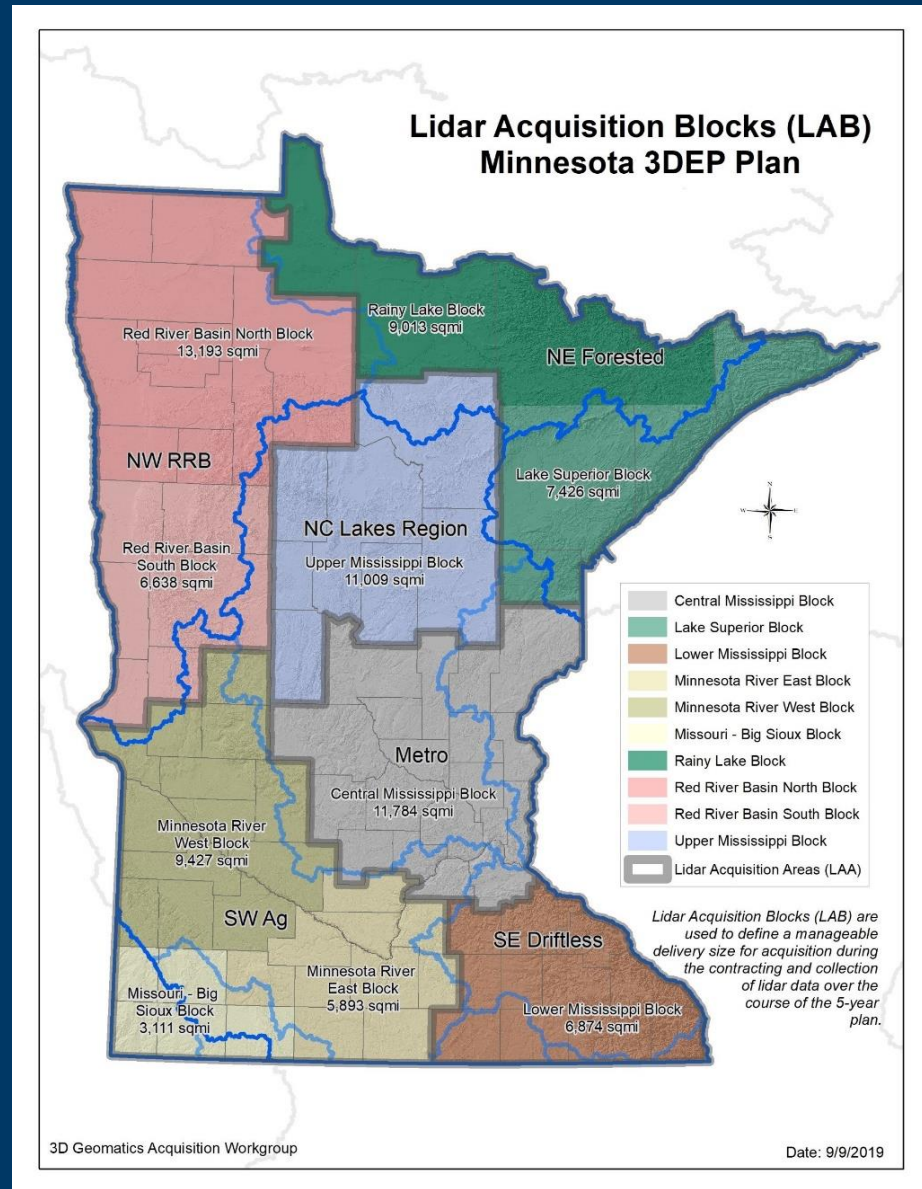 Lidar Acquisition Blocks (LAB)
Minnesota 3DEP Plan
Rainy Lake Block
9,013 sqmi
Red River Basin North Block
13,193 sqmi
NE Forested
NW RRB
Lake Superior Block
7,426 sqmi
N
W
E
S
NC Lakes Region
Upper Mississippi Block
11,009 sqmi
Red River Basin
South Block
6,638 sqmi
Metro
Central Mississippi Block
11,784 sqmi
Minnesota River
West Block
9,427 sqmi
SW Ag
SE Driftless
Minnesota River
East Block
5,893 sqmi
Missouri - Big
Sioux Block
3,111 sqmi
Lower Mississippi Block
6,874 sqmi
Central Mississippi Block
Lake Superior Block
Lower Mississippi Block
Minnesota River East Block
Minnesota River West Block
Missouri - Big Sioux Block
Rainy Lake Block
Red River Basin North Block
Red River Basin South Block
Upper Mississippi Block
Lidar Acquisition Areas (LAA)
Lidar Acquisition Blocks (LAB) are
used to define a manageable
delivery size for acquisition during
the contracting and collection
of lidar data over the
course of the 5-year
plan.
3D Geomatics Acquisition Workgroup
Date: 9/9/2019